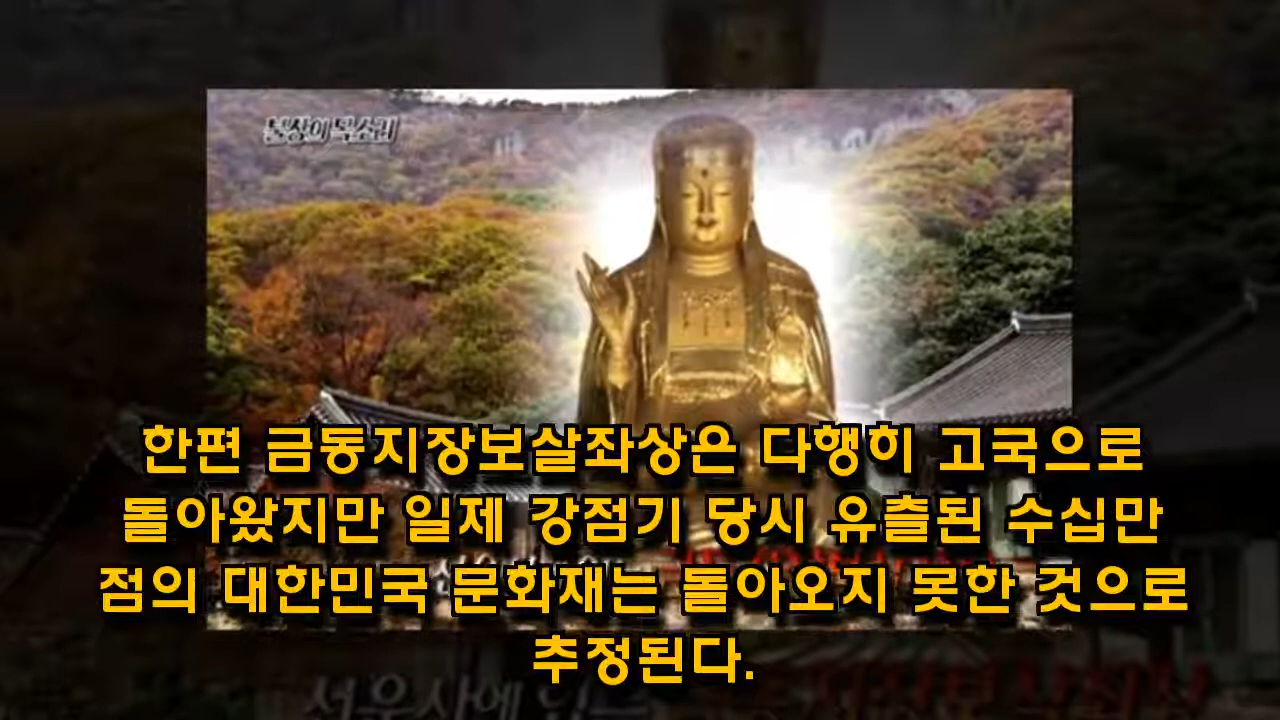 불상의 목소리
한편 금동지장보살좌상은 다행히 고국으로
돌아왔지만 일제 강점기 당시 유출된 수십만
점의 대한민국 문화재는 돌아오지 못한 것으로
추정된다.